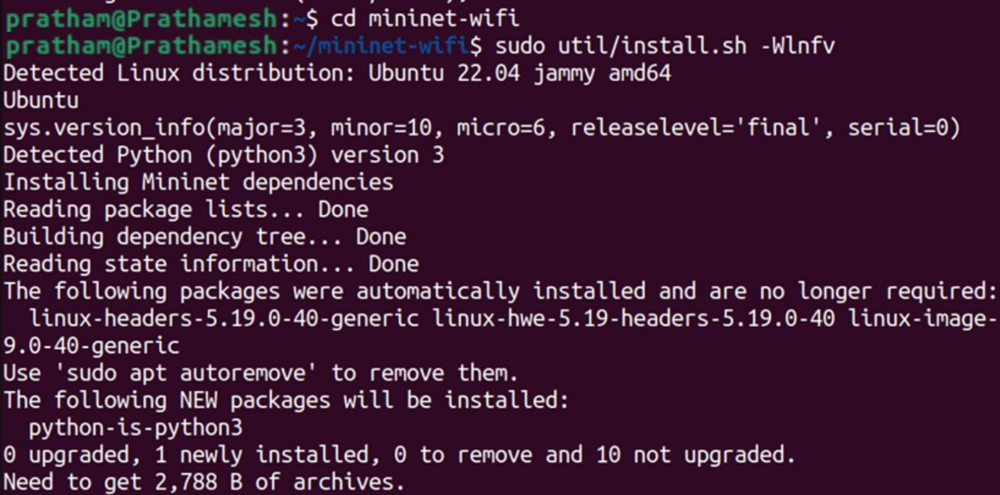 pratham@Prathamesh:~$ cd mininet-wifi
pratham@Prathamesh:~/mininet-wifi$ sudo util/install.sh -Wlnfv
Detected Linux distribution: Ubuntu 22.04 jammy amd64
Ubuntu
sys.version_info(major=3, minor=10, micro=6, releaselevel='final', serial=0)
Detected Python (python3) version 3
Installing Mininet dependencies
Reading package lists... Done
Building dependency tree... Done
Reading state information... Done
The following packages were automatically installed and are no longer required:
  linux-headers-5.19.0-40-generic linux-hwe-5.19-headers-5.19.0-40 linux-image-
9.0-40-generic
Use 'sudo apt autoremove' to remove them.
The following NEW packages will be installed:
  python-is-python3
0 upgraded, 1 newly installed, 0 to remove and 10 not upgraded.
Need to get 2,788 B of archives.